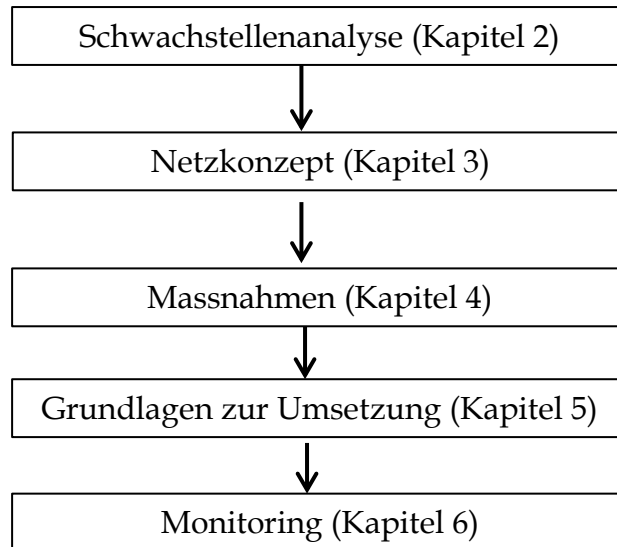 Schwachstellenanalyse (Kapitel 2)
Netzkonzept (Kapitel 3)
Massnahmen (Kapitel 4)
Grundlagen zur Umsetzung (Kapitel 5)
Monitoring (Kapitel 6)